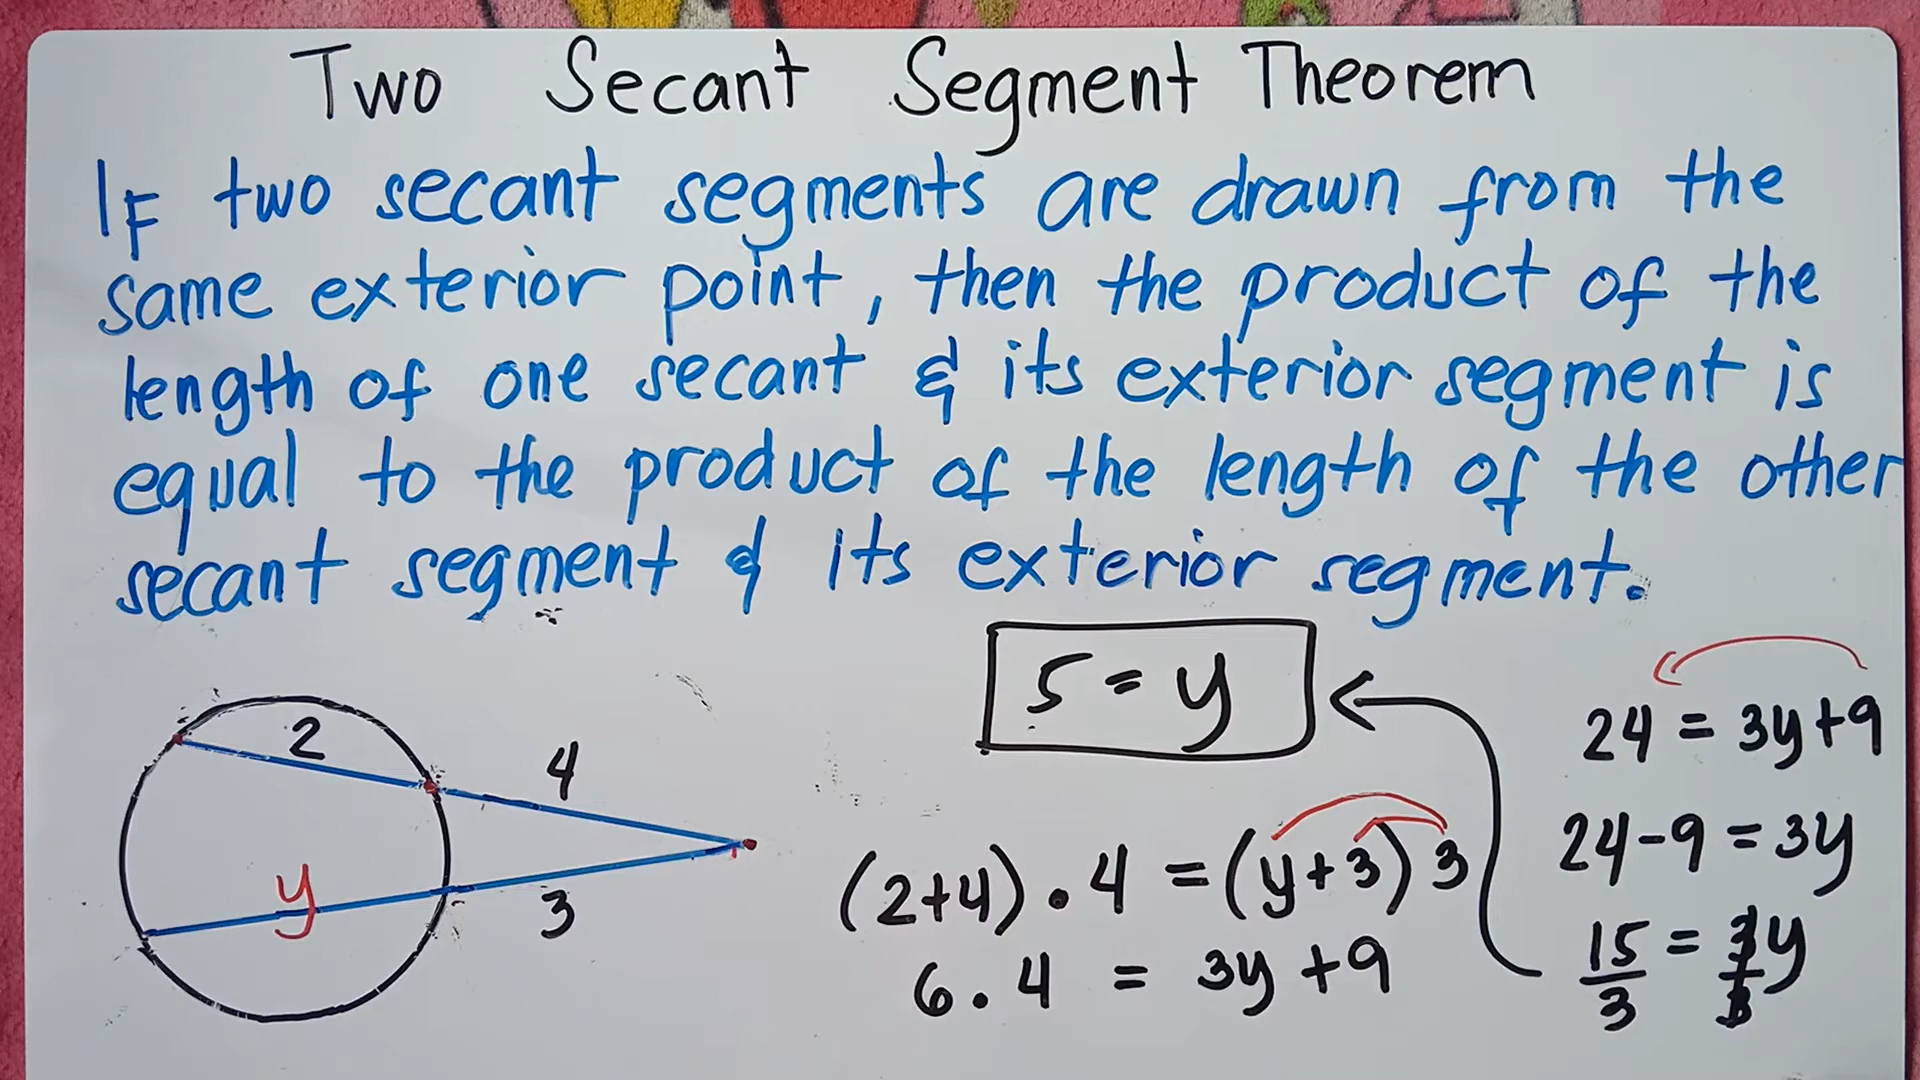 Two Secant Segment Theorem
IF two secant segments are drawn from the
same exterior point, then the product of the
length of one secant & its exterior segment is
equal to the product of the length of the other
secant segment & its exterior segment.
2
4
y
3
5 = y
(2+4) · 4 = (y+3) 3
6 · 4 = 3y + 9
24 = 3y+9
24-9 = 3y
15/3 = 3/3 y